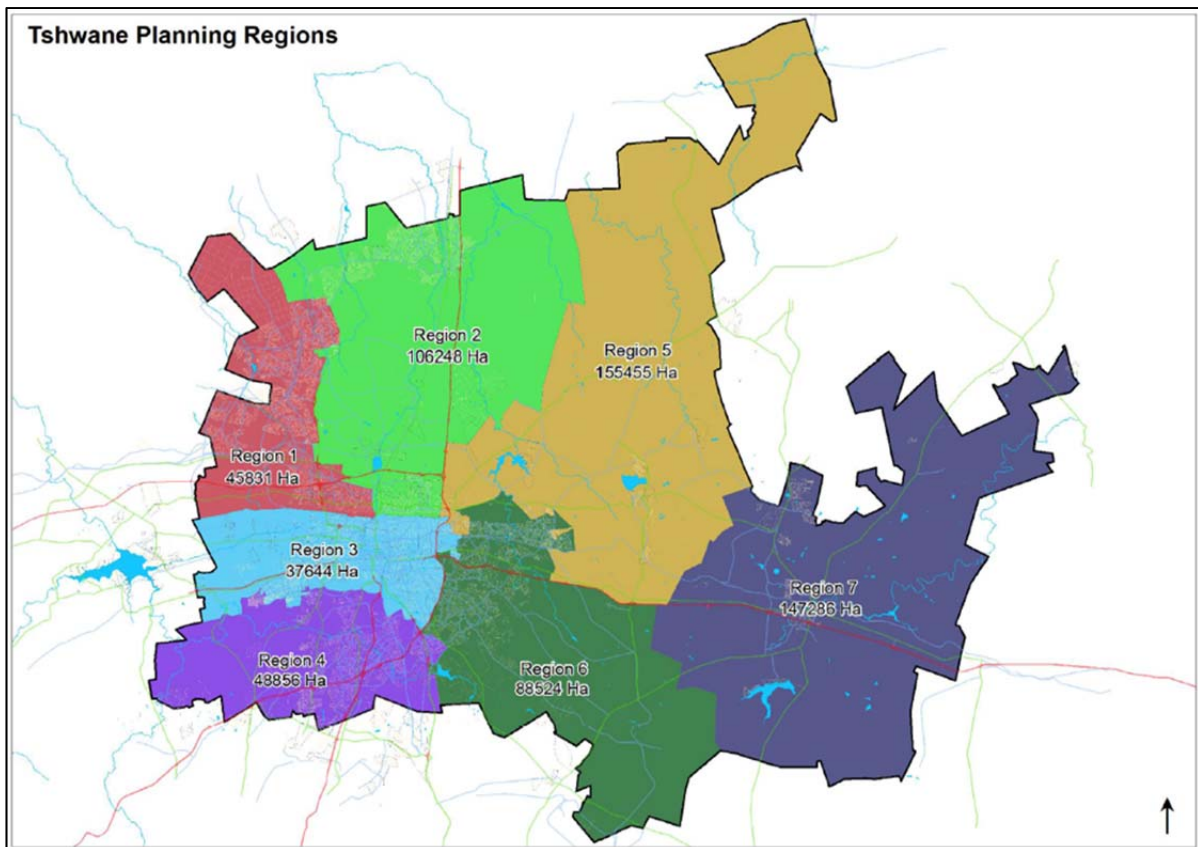 Tshwane Planning Regions
Region 2
106248 Ha
Region 5
155455 Ha
Region 1
45831 Ha
Region 3
37644 Ha
Region 7
147286 Ha
Region 4
48856 Ha
Region 6
88524 Ha